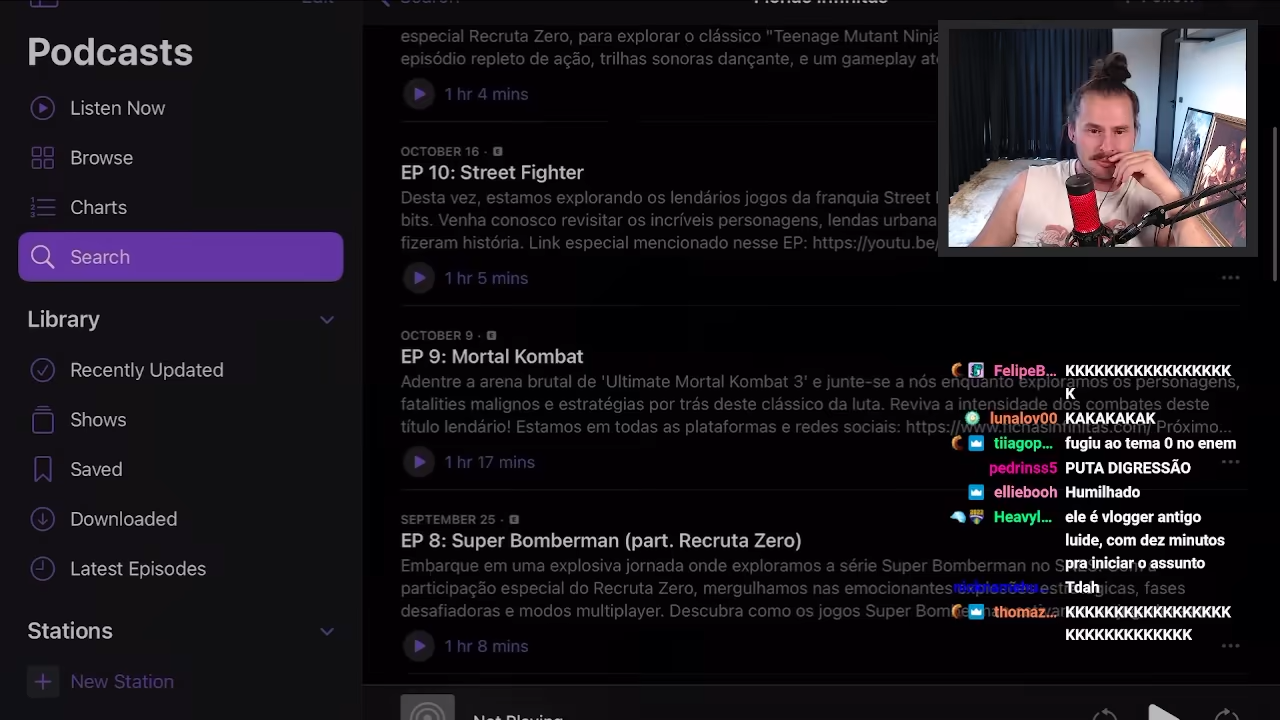 Podcasts
Listen Now
Browse
Charts
Search
Library
Recently Updated
Shows
Saved
Downloaded
Latest Episodes
Stations
New Station
especial Recruta Zero, para explorar o clássico "Teenage Mutant Ninja
episódio repleto de ação, trilhas sonoras dançante, e um gameplay
1 hr 4 mins
OCTOBER 16 · E
EP 10: Street Fighter
Desta vez, estamos explorando os lendários jogos da franquia Street
bits. Venha conosco revisitar os incríveis personagens, lendas
fizeram história. Link especial mencionado nesse EP: https://youtu.be/
1 hr 5 mins
OCTOBER 9 · E
EP 9: Mortal Kombat
Adentre a arena brutal de 'Ultimate Mortal Kombat 3' e junte-se a nós enquanto exploramos os personagens,
fatalities malignos e estratégias por trás deste clássico da luta. Reviva a intensidade dos combates deste
título lendário! Estamos em todas as plataformas e redes sociais: https://www.fichasinfinitas.com/ Próximo...
1 hr 17 mins
SEPTEMBER 25 · E
EP 8: Super Bomberman (part. Recruta Zero)
Embarque em uma explosiva jornada onde exploramos a série Super Bomberman no
participação especial do Recruta Zero, mergulhamos nas emocionantes explosões estratégicas, fases
desafiadoras e modos multiplayer. Descubra como os jogos Super
1 hr 8 mins
FelipeB... KKKKKKKKKKKKKKKKK
K
lunalov00 KAKAKAKAK
tiiagop... fugiu ao tema 0 no enem
pedrinss5 PUTA DIGRESSÃO
elliebooh Humilhado
Heavyl... ele é vlogger antigo
luide, com dez minutos
pra iniciar o assunto
Tdah
thomaz... KKKKKKKKKKKKKKKKK
KKKKKKKKKKKKK